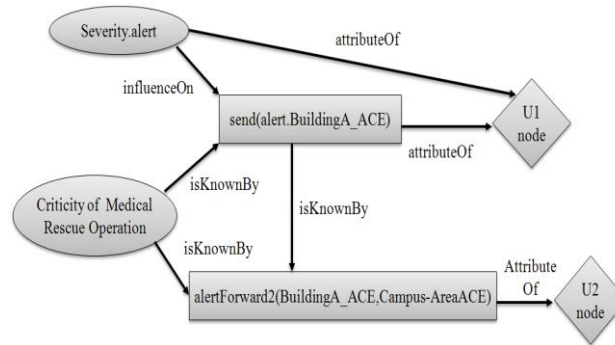 Severity.alert
attributeOf
influenceOn
send(alert.BuildingA_ACE)
U1
node
attributeOf
isKnownBy
Criticity of Medical
Rescue Operation
isKnownBy
isKnownBy
alertForward2(BuildingA_ACE,Campus-AreaACE)
Attribute
Of
U2
node